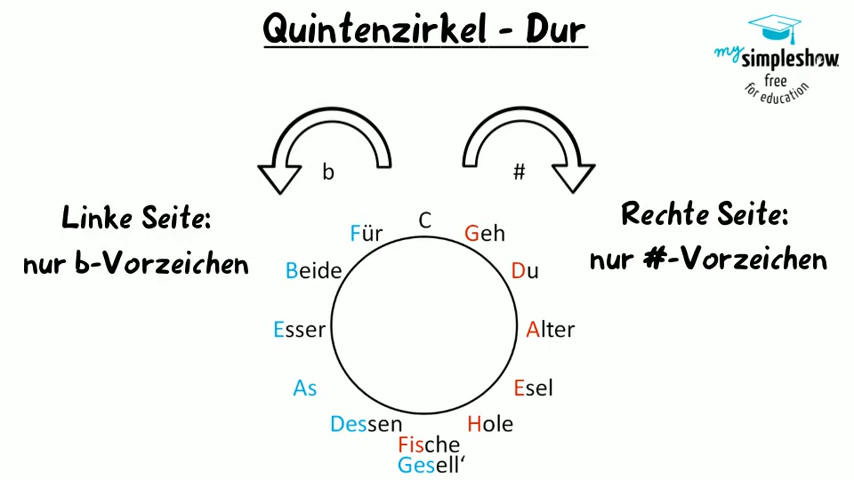 Quintenzirkel - Dur
my
simpleshow
free
for education
b
#
Linke Seite:
nur b-Vorzeichen
Rechte Seite:
nur #-Vorzeichen
C
Für
Geh
Beide
Du
Esser
Alter
As
Esel
Dessen
Hole
Fische
Gesell‘